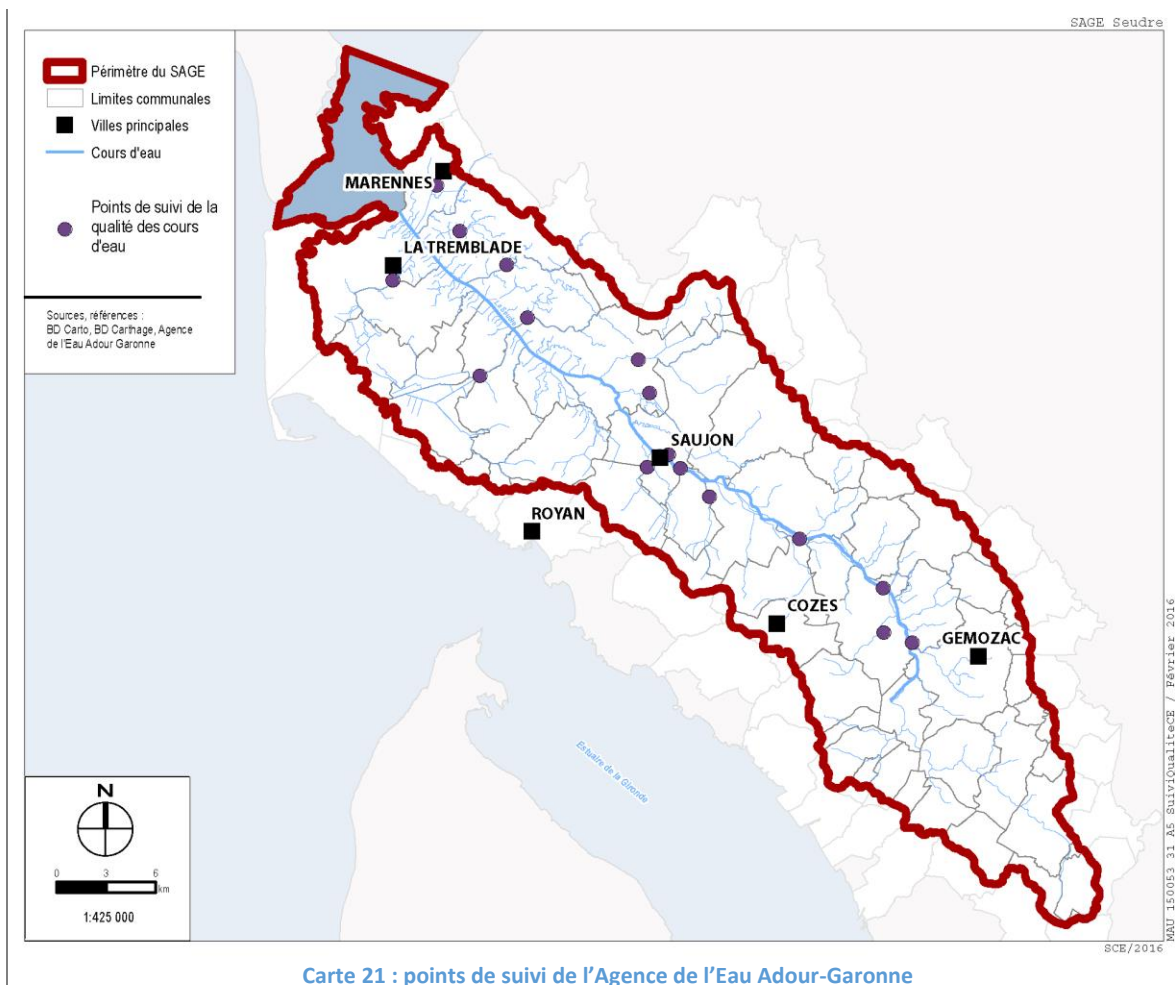 SAGE Seudre
Périmètre du SAGE
Limites communales
Villes principales
Cours d'eau
Points de suivi de la
qualité des cours
d'eau
Sources, références :
BD Carto, BD Carthage, Agence
de l'Eau Adour Garonne
MARENNES
LA TREMBLADE
La Seudre
SAUJON
ROYAN
COZES
GEMOZAC
Estuaire de la Gironde
N
0 3 6
km
1:425 000
MAU 150053 31 A5 SuiviQualiteCE / Février 2016
SCE/2016
Carte 21 : points de suivi de l'Agence de l'Eau Adour-Garonne